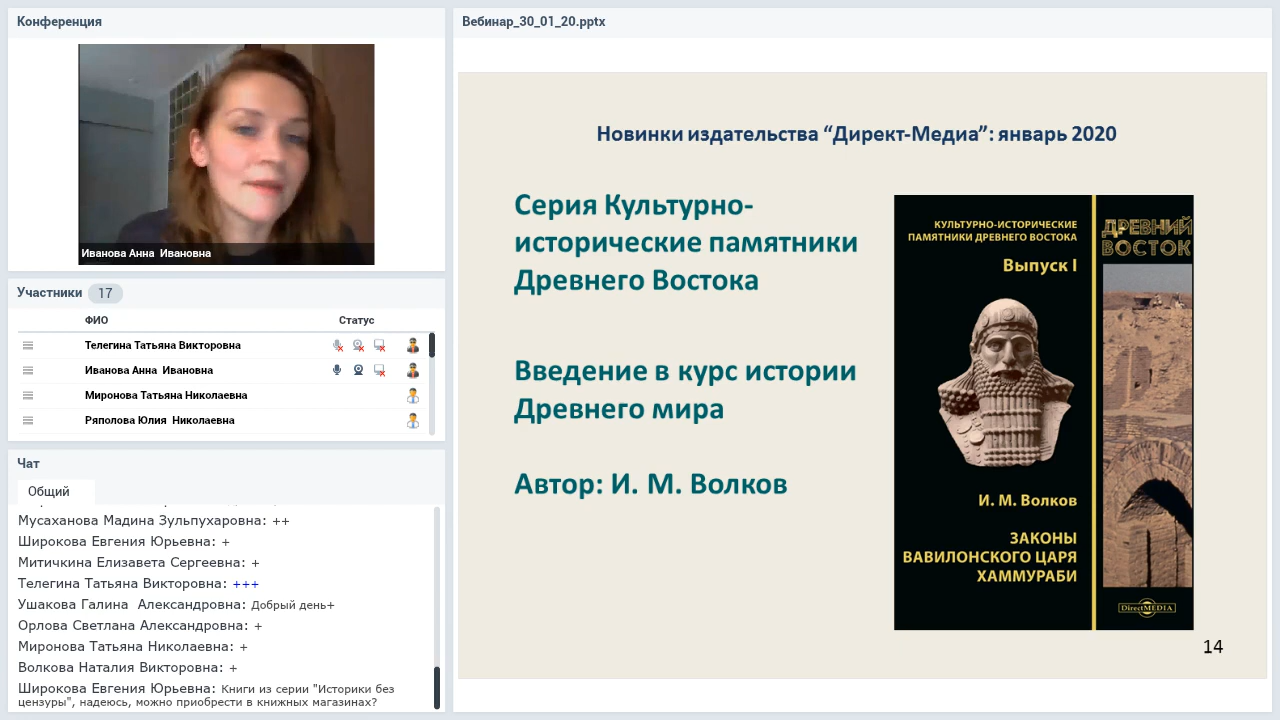 Конференция
Иванова Анна  Ивановна
Участники 17
ФИО Статус
Телегина Татьяна Викторовна
Иванова Анна  Ивановна
Миронова Татьяна Николаевна
Ряполова Юлия  Николаевна
Чат
Общий
Мусаханова Мадина Зульпухаровна: ++
Широкова Евгения Юрьевна: +
Митичкина Елизавета Сергеевна: +
Телегина Татьяна Викторовна: +++
Ушакова Галина  Александровна: Добрый день+
Орлова Светлана Александровна: +
Миронова Татьяна Николаевна: +
Волкова Наталия Викторовна: +
Широкова Евгения Юрьевна: Книги из серии "Историки без
цензуры", надеюсь, можно приобрести в книжных магазинах?
Вебинар_30_01_20.pptx
Новинки издательства “Директ-Медиа”: январь 2020
Серия Культурно-
исторические памятники
Древнего Востока
Введение в курс истории
Древнего мира
Автор: И. М. Волков
КУЛЬТУРНО-ИСТОРИЧЕСКИЕ
ПАМЯТНИКИ ДРЕВНЕГО ВОСТОКА
Выпуск I
И. М. Волков
ЗАКОНЫ
ВАВИЛОНСКОГО ЦАРЯ
ХАММУРАБИ
ДРЕВНИЙ
ВОСТОК
DirectMEDIA
14